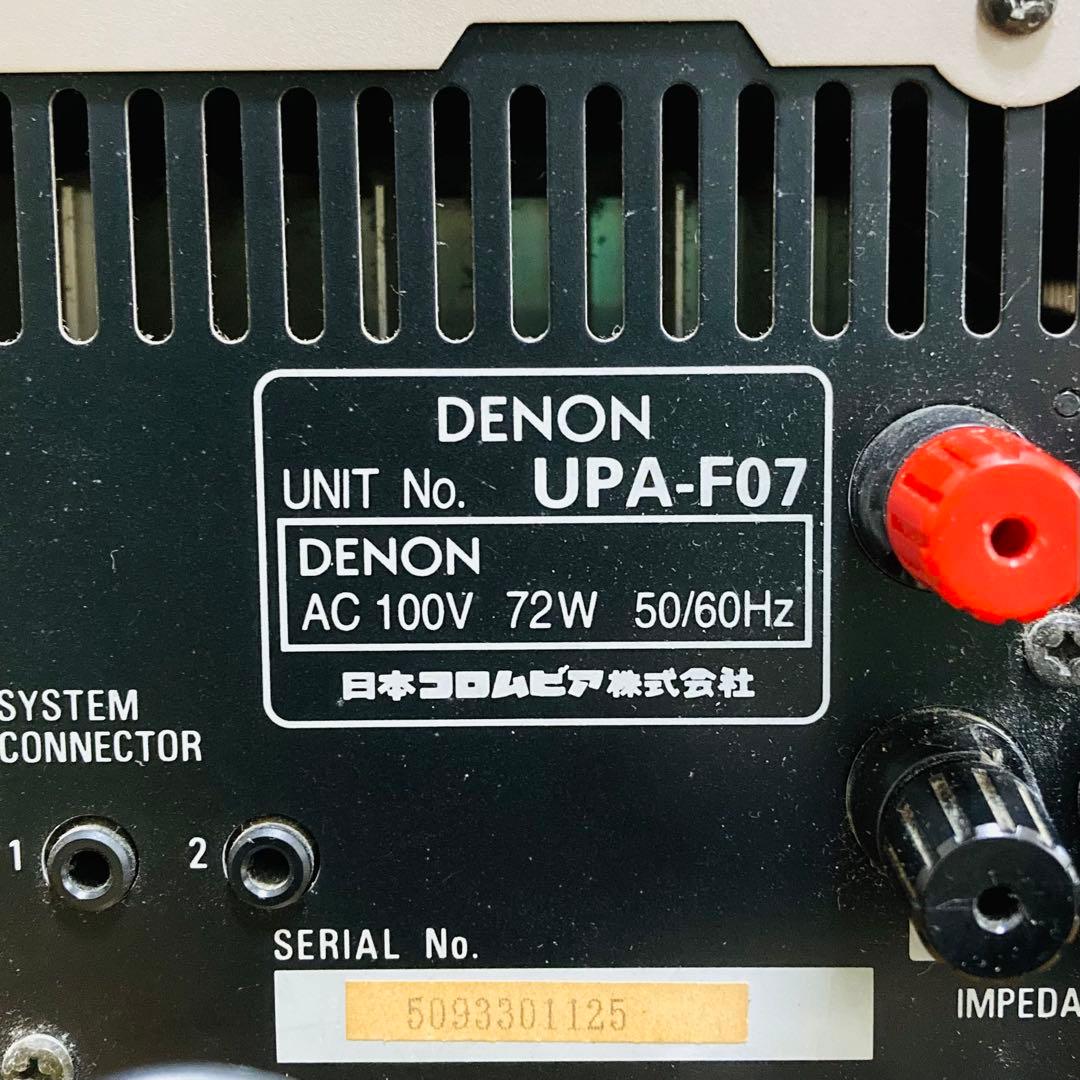 DENON
UNIT No. UPA-F07
DENON
AC 100V 72W 50/60Hz
日本コロムビア株式会社
SYSTEM
CONNECTOR
1 2
SERIAL No.
5093301125
IMPEDA